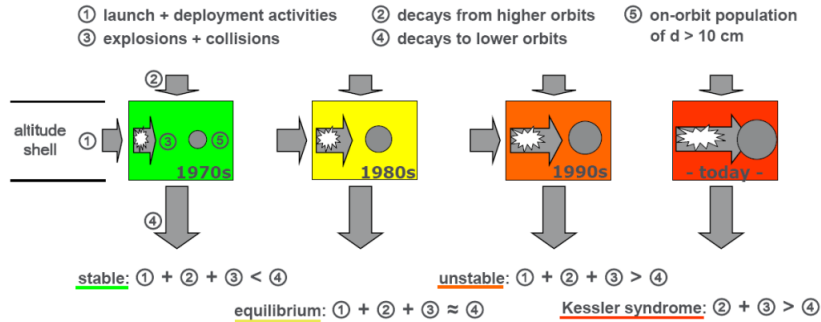 ① launch + deployment activities ② decays from higher orbits ⑤ on-orbit population
③ explosions + collisions ④ decays to lower orbits of d > 10 cm
②
altitude
shell
① ③ ⑤
1970s 1980s 1990s - today -
④
stable: ① + ② + ③ < ④ unstable: ① + ② + ③ > ④
equilibrium: ① + ② + ③ ≈ ④ Kessler syndrome: ② + ③ > ④